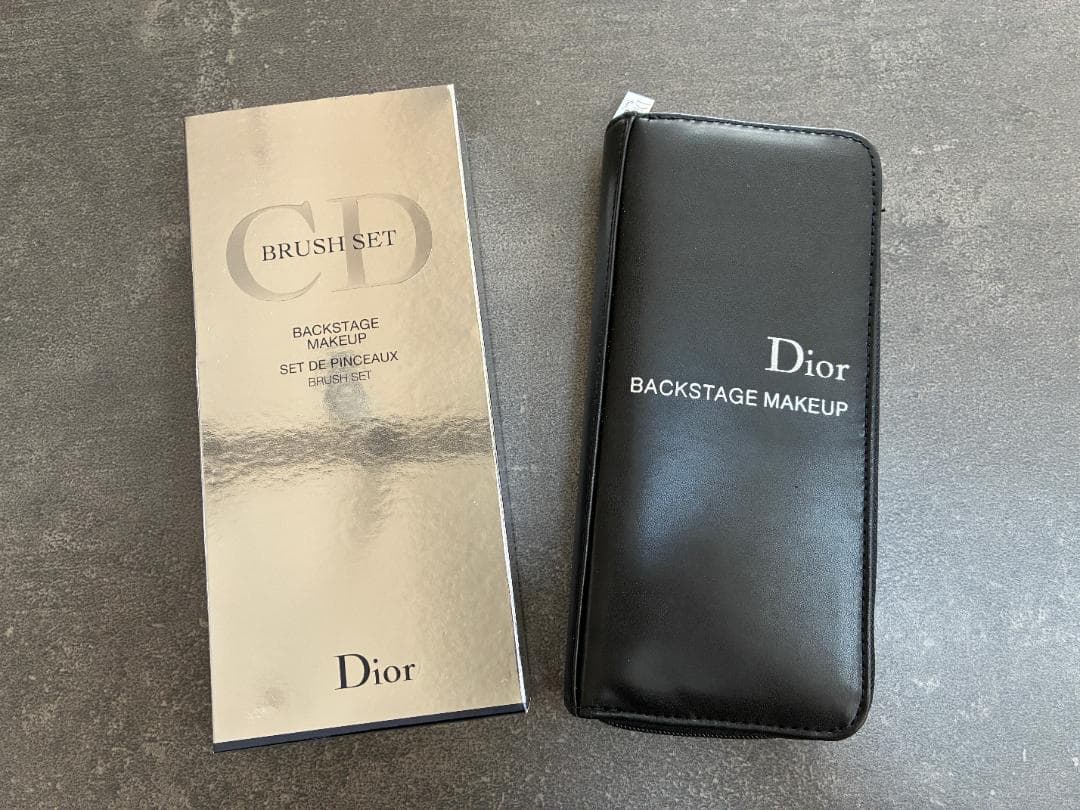 CD
BRUSH SET
BACKSTAGE
MAKEUP
SET DE PINCEAUX
BRUSH SET
Dior
Dior
BACKSTAGE MAKEUP